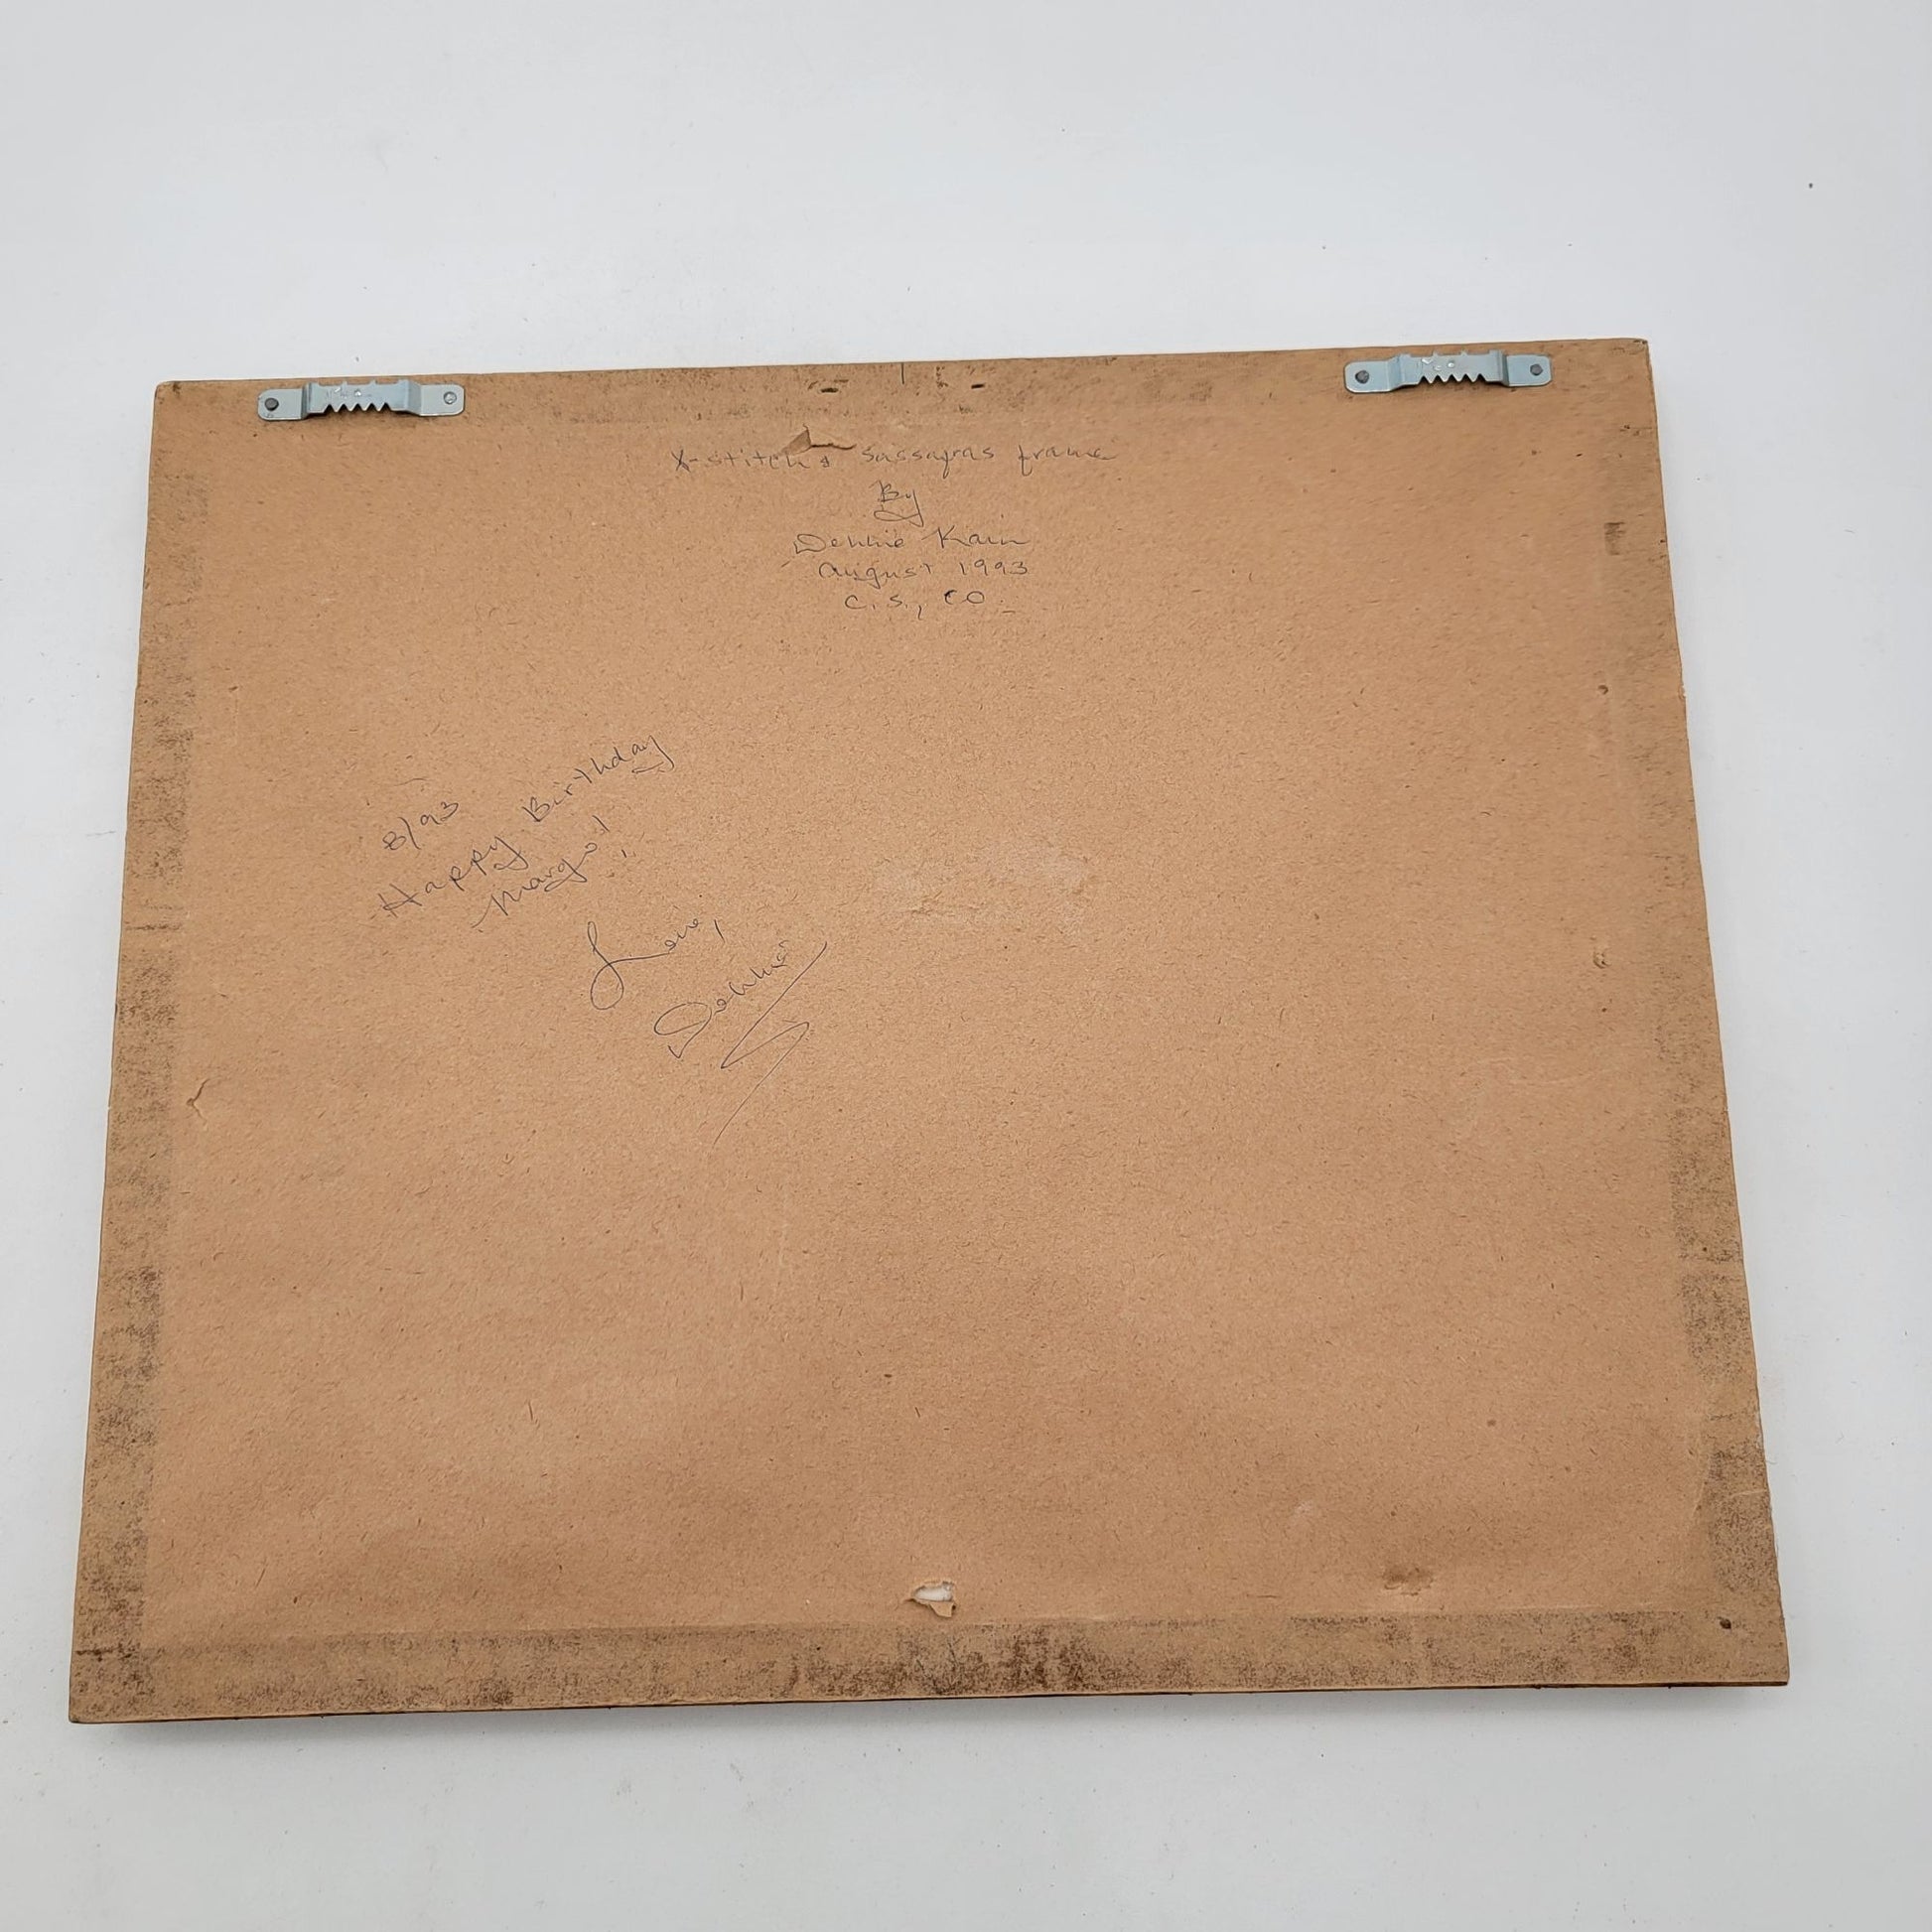 X-stitch & Sassafras frame
By
Debbie Kain
August 1993
C.S., CO.
8/93
Happy Birthday
Margo!
Love,
Debbie